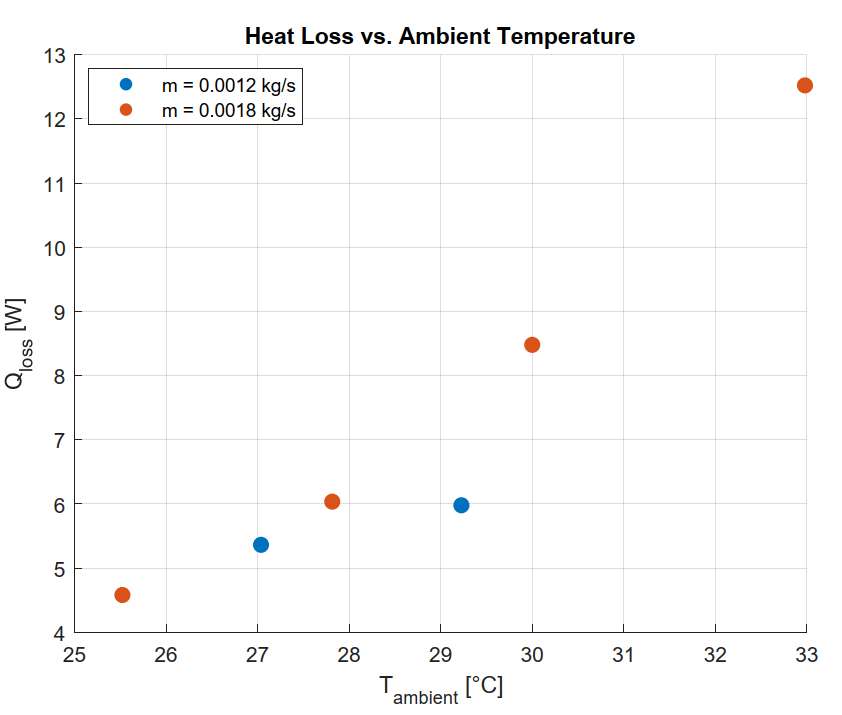 Heat Loss vs. Ambient Temperature
m = 0.0012 kg/s
m = 0.0018 kg/s
13
12
11
10
9
8
7
6
5
4
Qloss [W]
25 26 27 28 29 30 31 32 33
Tambient [°C]